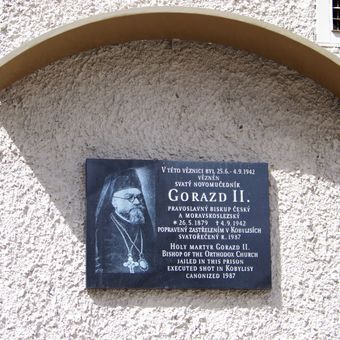 V TÉTO VĚZNICI BYL 25.6.- 4.9.1942
VĚZNĚN
SVATÝ NOVOMUČEDNÍK
GORAZD II.
PRAVOSLAVNÝ BISKUP ČESKÝ
A MORAVSKOSLEZSKÝ
* 26.5.1879 † 4.9.1942
POPRAVENÝ ZASTŘELENÍM V KOBYLISÍCH
SVATOŘEČENÝ R. 1987
HOLY MARTYR GORAZD II.
BISHOP OF THE ORTHODOX CHURCH
JAILED IN THIS PRISON
EXECUTED SHOT IN KOBYLISY
CANONIZED 1987